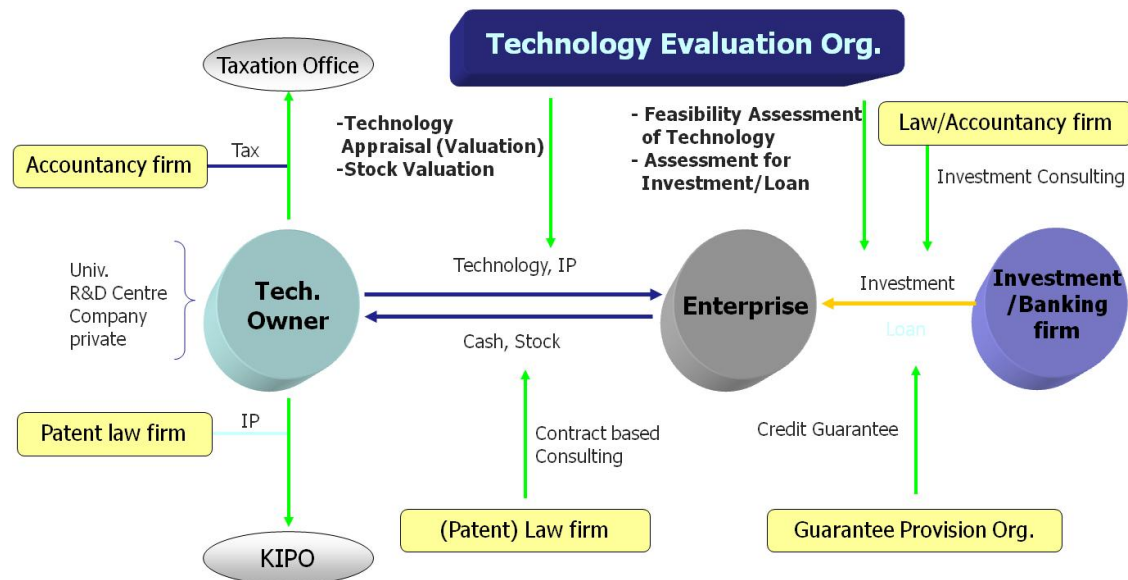 Technology Evaluation Org.
Taxation Office
-Technology
Appraisal (Valuation)
-Stock Valuation
- Feasibility Assessment
of Technology
- Assessment for
Investment/Loan
Law/Accountancy firm
Accountancy firm
Tax
Investment Consulting
Univ.
R&D Centre
Company
private
Tech.
Owner
Technology, IP
Cash, Stock
Enterprise
Investment
Loan
Investment
/Banking
firm
Patent law firm
IP
Contract based
Consulting
Credit Guarantee
(Patent) Law firm
Guarantee Provision Org.
KIPO